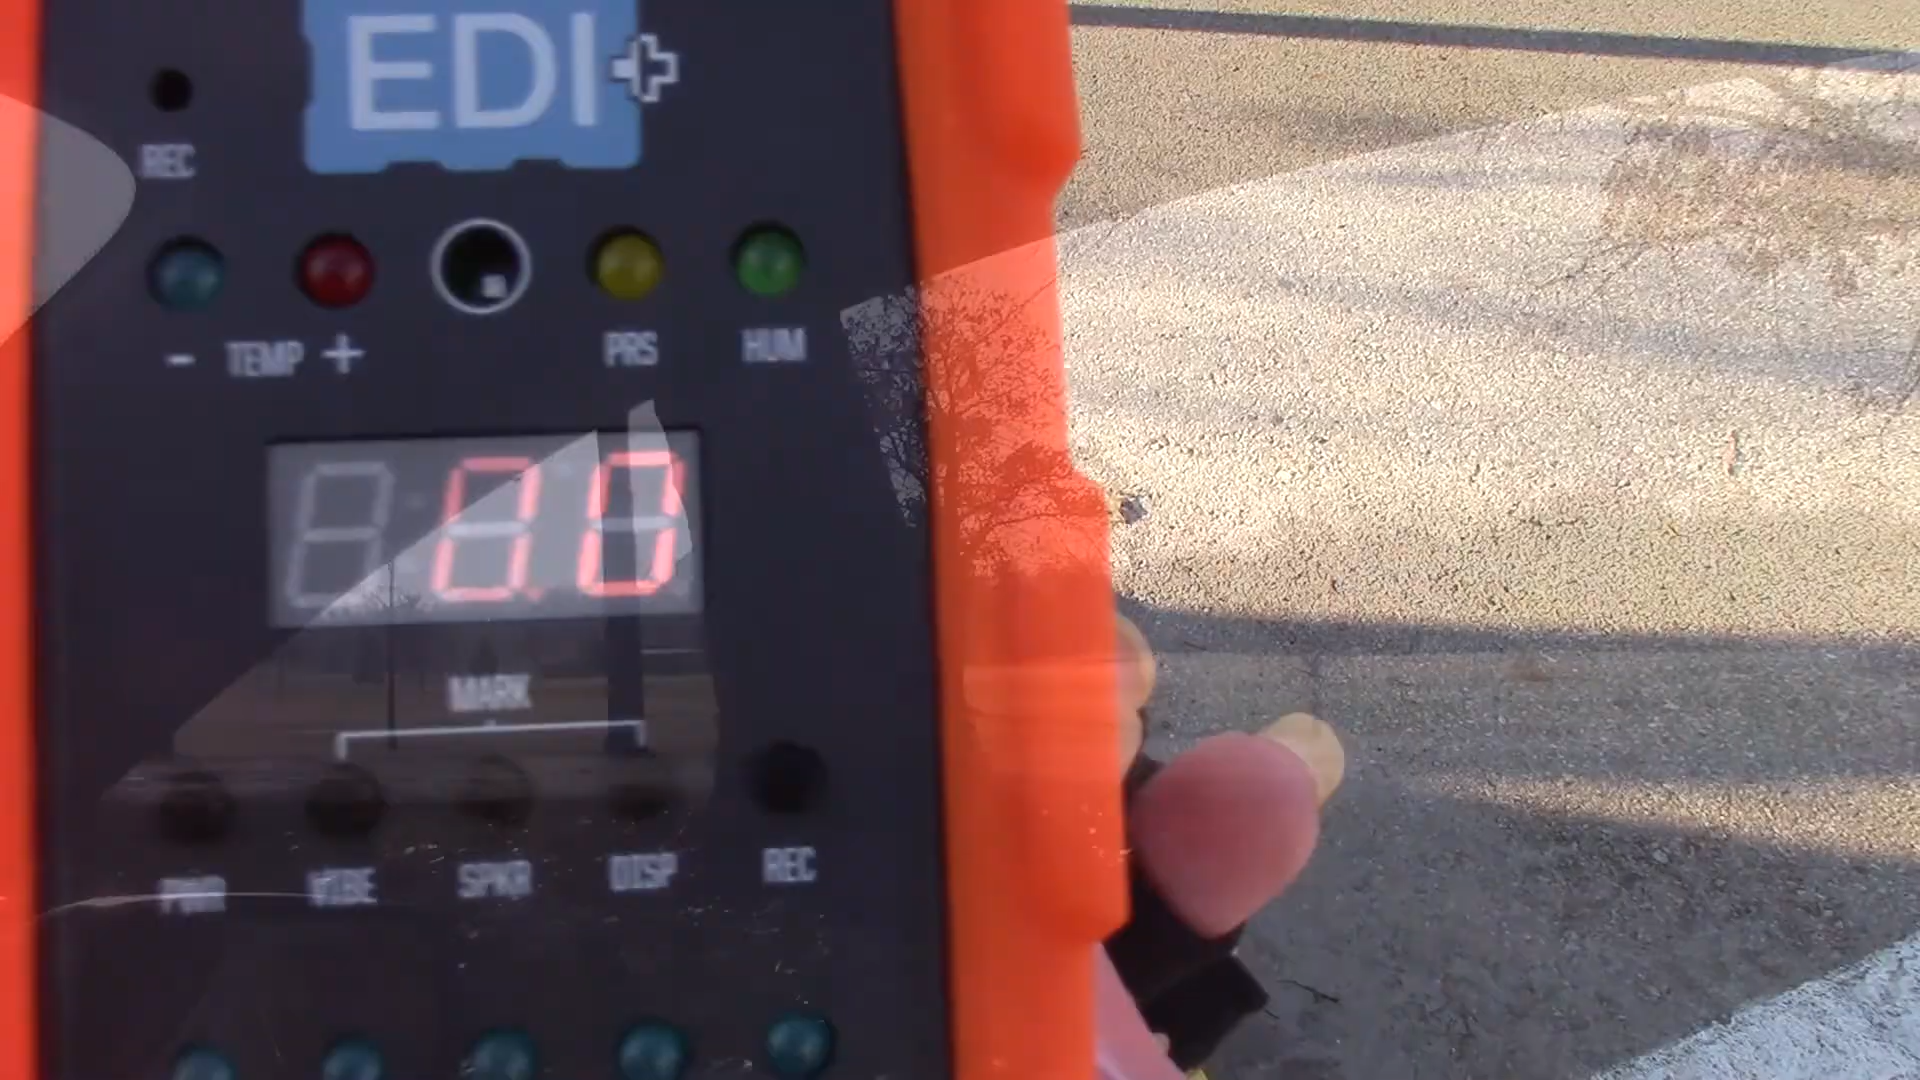 EDI+
REC
- TEMP + PRS HUM
0.0
MARK
PWR VIBE SPKR DISP REC